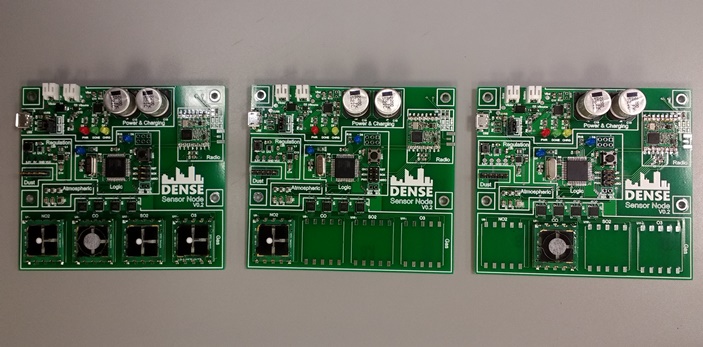 Power & Charging
Regulation
Radio
Dust
Atmospheric
Logic
DENSE
Sensor Node
V0.2
NO2
CO
SO2
O3
Gas
Power & Charging
Regulation
Radio
Dust
Atmospheric
Logic
DENSE
Sensor Node
V0.2
CO
SO2
O3
Gas
Power & Charging
Regulation
Radio
Dust
Atmospheric
Logic
DENSE
Sensor Node
V0.2
NO2
CO
SO2
O3
Gas